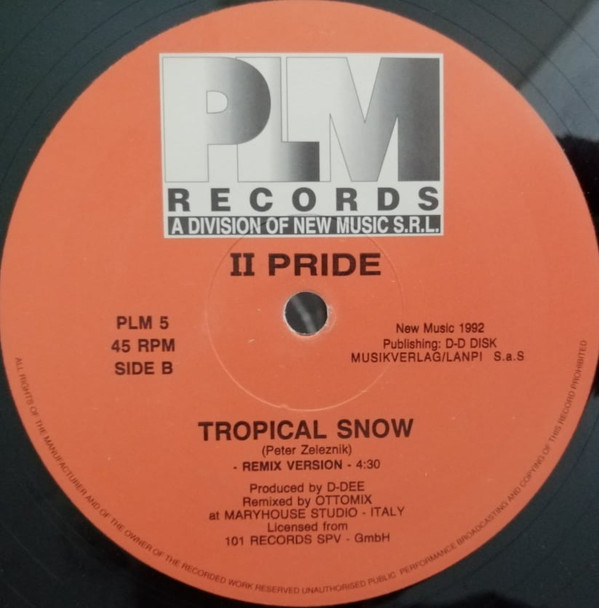 PLM
RECORDS
A DIVISION OF NEW MUSIC S.R.L.
II PRIDE
PLM 5
45 RPM
SIDE B
New Music 1992
Publishing: D-D DISK
MUSIKVERLAG/LANPI S.a.S
TROPICAL SNOW
(Peter Zeleznik)
- REMIX VERSION - 4:30
Produced by D-DEE
Remixed by OTTOMIX
at MARYHOUSE STUDIO - ITALY
Licensed from
101 RECORDS SPV - GmbH
ALL RIGHTS OF THE MANUFACTURER AND OF THE OWNER OF THE RECORDED WORK RESERVED UNAUTHORISED PUBLIC PERFORMANCE BROADCASTING AND COPYING OF THIS RECORD PROHIBITED